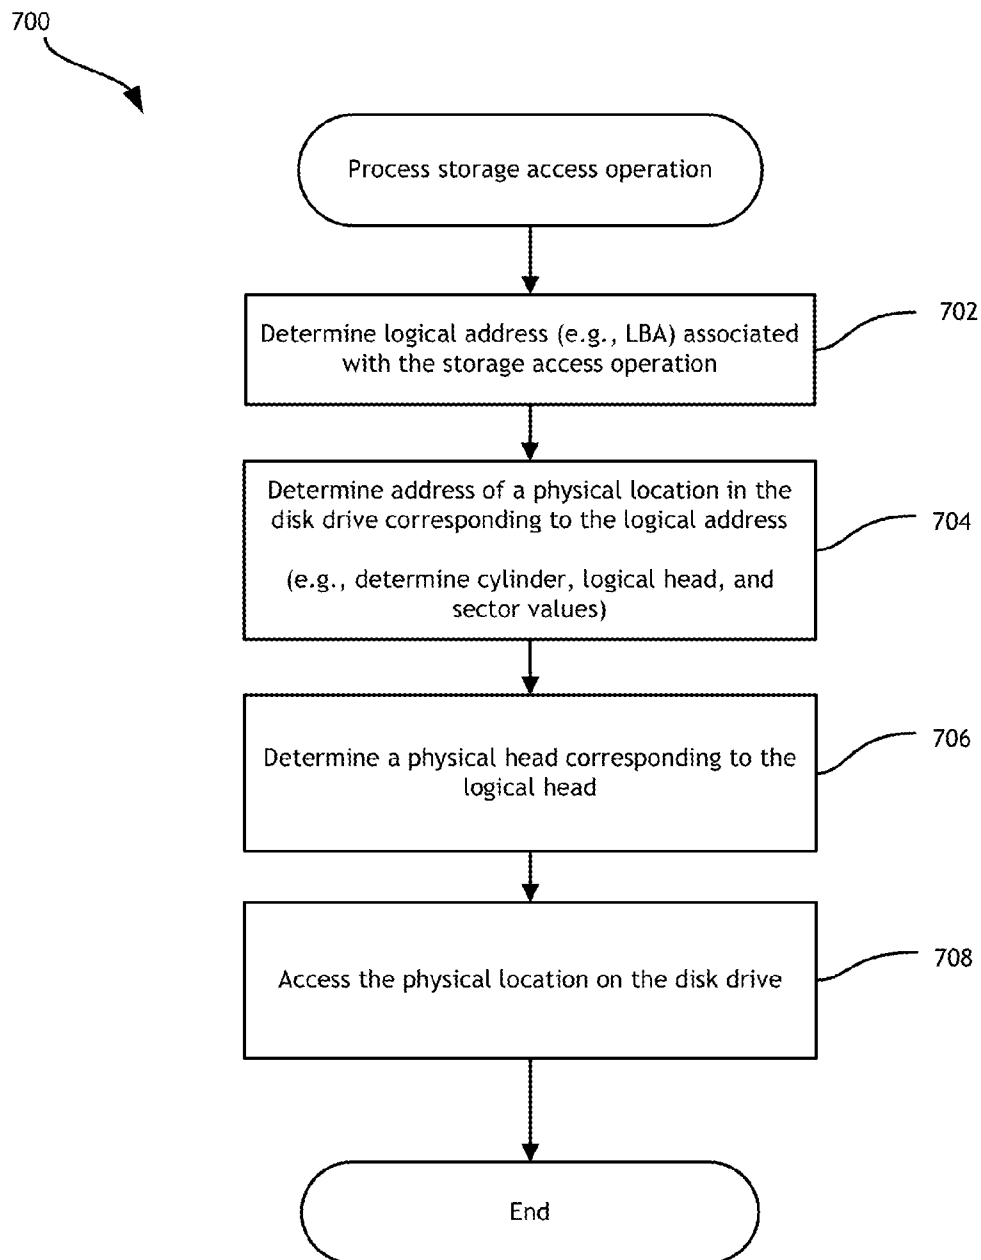 700
Process storage access operation
702
Determine logical address (e.g., LBA) associated
with the storage access operation
Determine address of a physical location in the
disk drive corresponding to the logical address
704
(e.g., determine cylinder, logical head, and
sector values)
706
Determine a physical head corresponding to the
logical head
708
Access the physical location on the disk drive
End